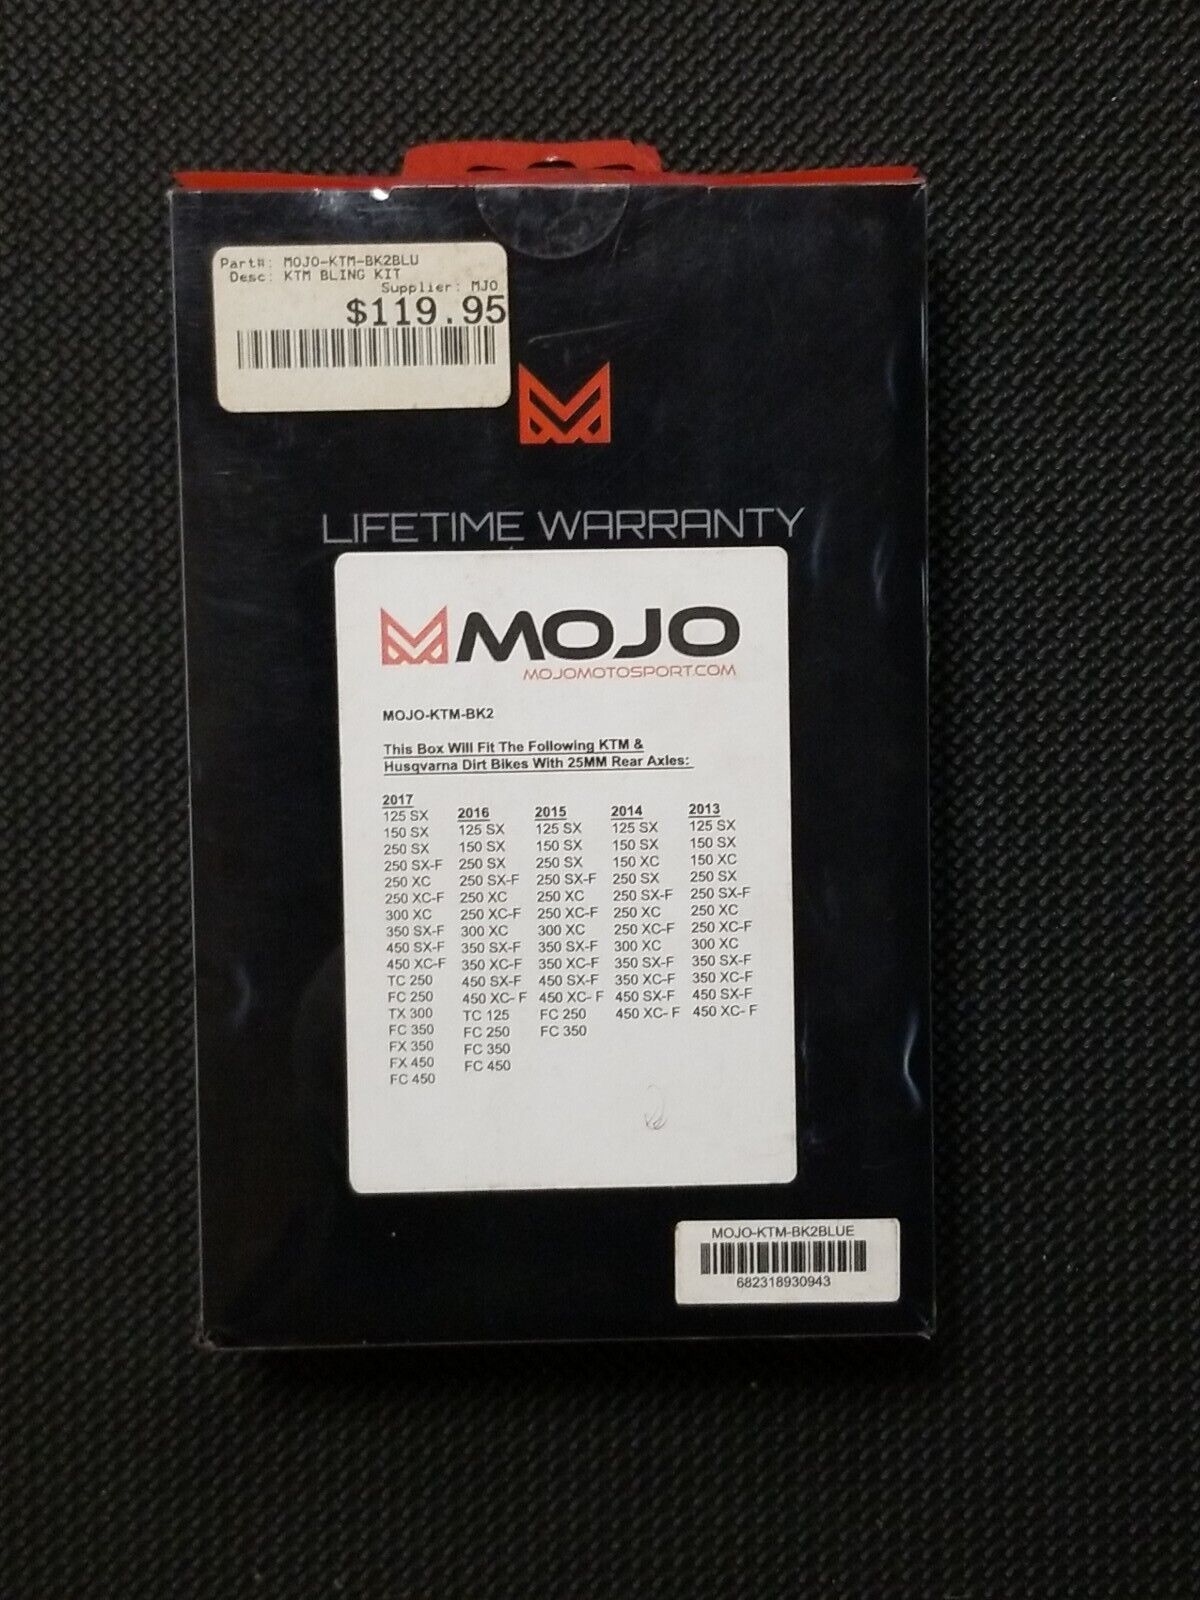 Part#: MOJO-KTM-BK2BLU
Desc: KTM BLING KIT
Supplier: MJO
$119.95
LIFETIME WARRANTY
MOJO
MOJOMOTOSPORT.COM
MOJO-KTM-BK2
This Box Will Fit The Following KTM &
Husqvarna Dirt Bikes With 25MM Rear Axles:
2017
125 SX
150 SX
250 SX
250 SX-F
250 XC
250 XC-F
300 XC
350 SX-F
450 SX-F
450 XC-F
TC 250
FC 250
TX 300
FC 350
FX 350
FX 450
FC 450
2016
125 SX
150 SX
250 SX
250 SX-F
250 XC
250 XC-F
300 XC
350 SX-F
350 XC-F
450 SX-F
450 XC- F
TC 125
FC 250
FC 350
FC 450
2015
125 SX
150 SX
250 SX
250 SX-F
250 XC
250 XC-F
300 XC
350 SX-F
350 XC-F
450 SX-F
450 XC- F
FC 250
FC 350
2014
125 SX
150 SX
150 XC
250 SX
250 SX-F
250 XC
250 XC-F
300 XC
350 SX-F
350 XC-F
450 SX-F
450 XC- F
2013
125 SX
150 SX
150 XC
250 SX
250 SX-F
250 XC
250 XC-F
300 XC
350 SX-F
350 XC-F
450 SX-F
450 XC- F
MOJO-KTM-BK2BLUE
682318930943